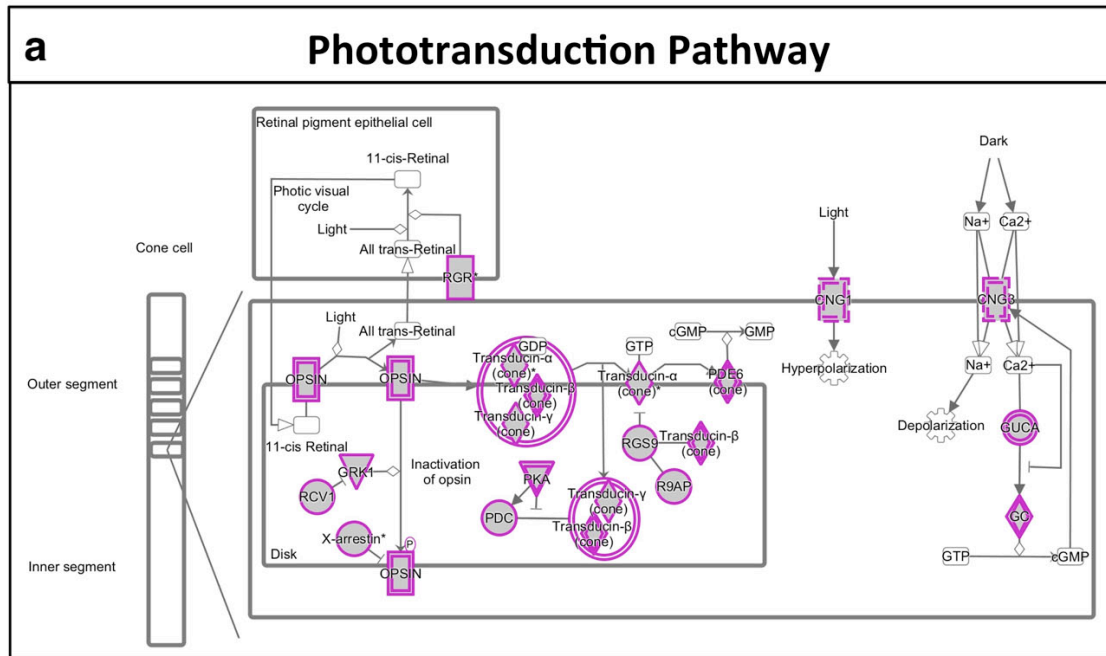 a
Phototransduction Pathway
Retinal pigment epithelial cell
11-cis-Retinal
Photic visual
cycle
Light
All trans-Retinal
RGR*
Cone cell
Outer segment
Inner segment
Light
All trans-Retinal
OPSIN
OPSIN
11-cis Retinal
GRK1
RCV1
Inactivation
of opsin
X-arrestin*
Disk
P
OPSIN
GDP
Transducin-α
(cone)*
Transducin-β
(cone)
Transducin-γ
(cone)
GTP
Transducin-α
(cone)*
cGMP
GMP
PDE6
(cone)
RGS9
Transducin-β
(cone)
R9AP
PKA
PDC
Transducin-γ
(cone)
Transducin-β
(cone)
Light
CNG1
Hyperpolarization
Dark
Na+
Ca2+
CNG3
Na+
Ca2+
Depolarization
GUCA
GC
GTP
cGMP